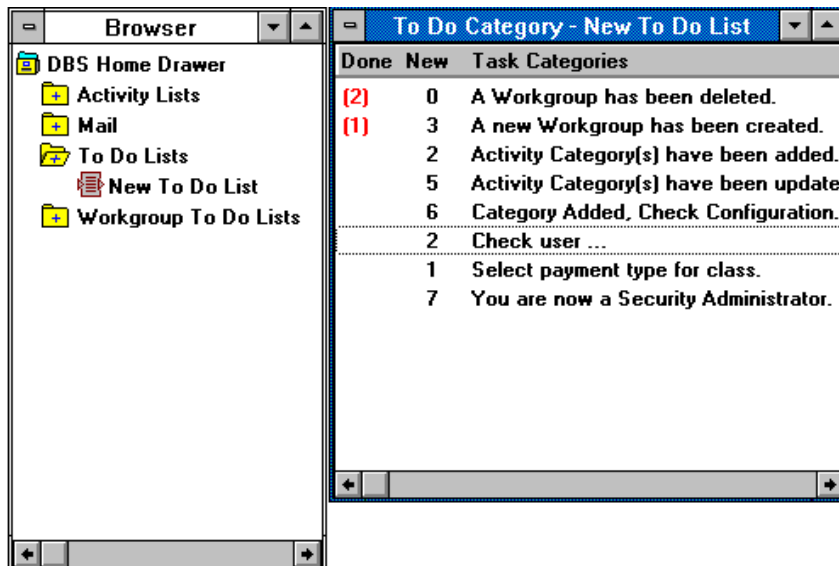 Browser
DBS Home Drawer
Activity Lists
Mail
To Do Lists
New To Do List
Workgroup To Do Lists
To Do Category - New To Do List
Done New Task Categories
(2) 0 A Workgroup has been deleted.
(1) 3 A new Workgroup has been created.
2 Activity Category(s) have been added.
5 Activity Category(s) have been update
6 Category Added, Check Configuration.
2 Check user ...
1 Select payment type for class.
7 You are now a Security Administrator.